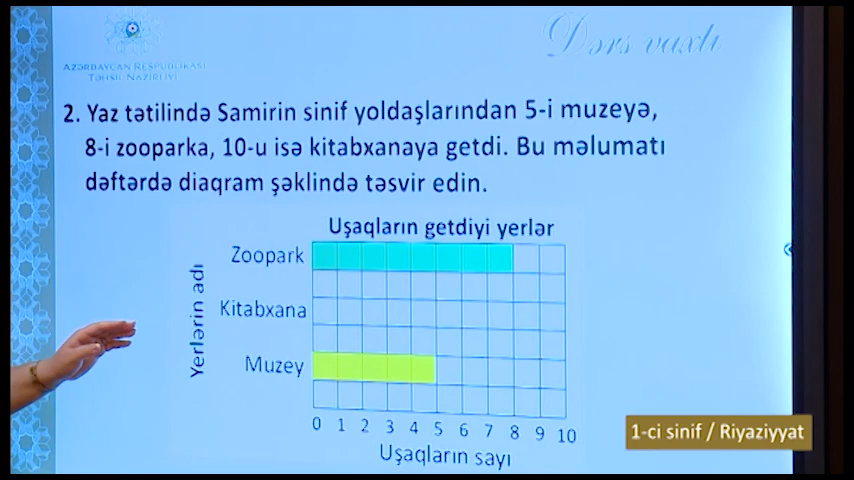 AZƏRBAYCAN RESPUBLİKASI
TƏHSİL NAZİRLİYİ
Dərs vaxtı
2. Yaz tətilində Samirin sinif yoldaşlarından 5-i muzeyə,
8-i zooparka, 10-u isə kitabxanaya getdi. Bu məlumatı
dəftərdə diaqram şəklində təsvir edin.
Uşaqların getdiyi yerlər
Yerlərin adı
Zoopark
Kitabxana
Muzey
0 1 2 3 4 5 6 7 8 9 10
Uşaqların sayı
1-ci sinif / Riyaziyyat